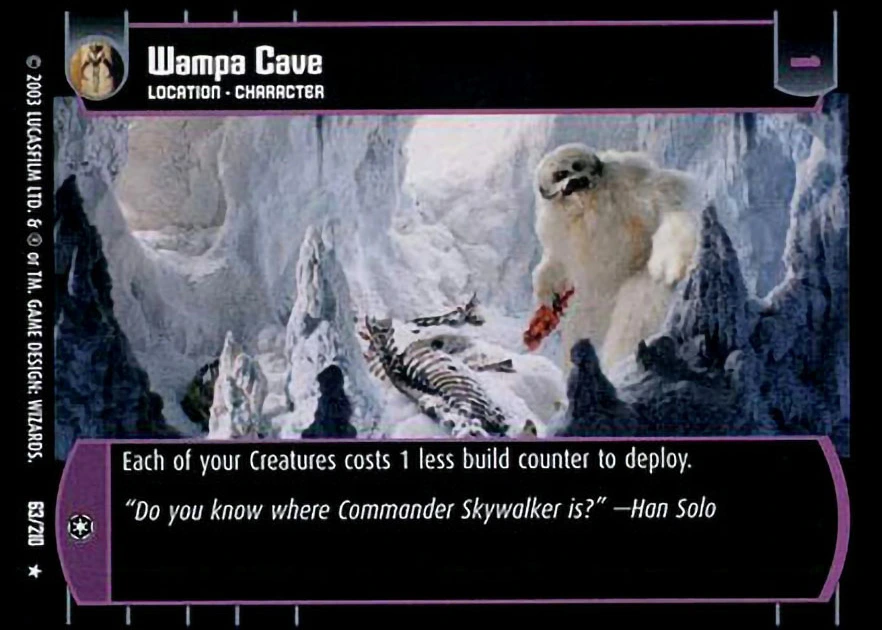 Wampa Cave
LOCATION · CHARACTER
1
Each of your Creatures costs 1 less build counter to deploy.
“Do you know where Commander Skywalker is?” —Han Solo
© 2003 LUCASFILM LTD. & ® or TM. GAME DESIGN: WIZARDS. 63/210 ★